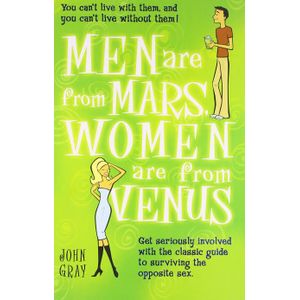 You can't live with them, and
you can't live without them!
MEN are
from MARS,
WOMEN
are from
VENUS
JOHN
GRAY
Get seriously involved
with the classic guide
to surviving the
opposite sex.